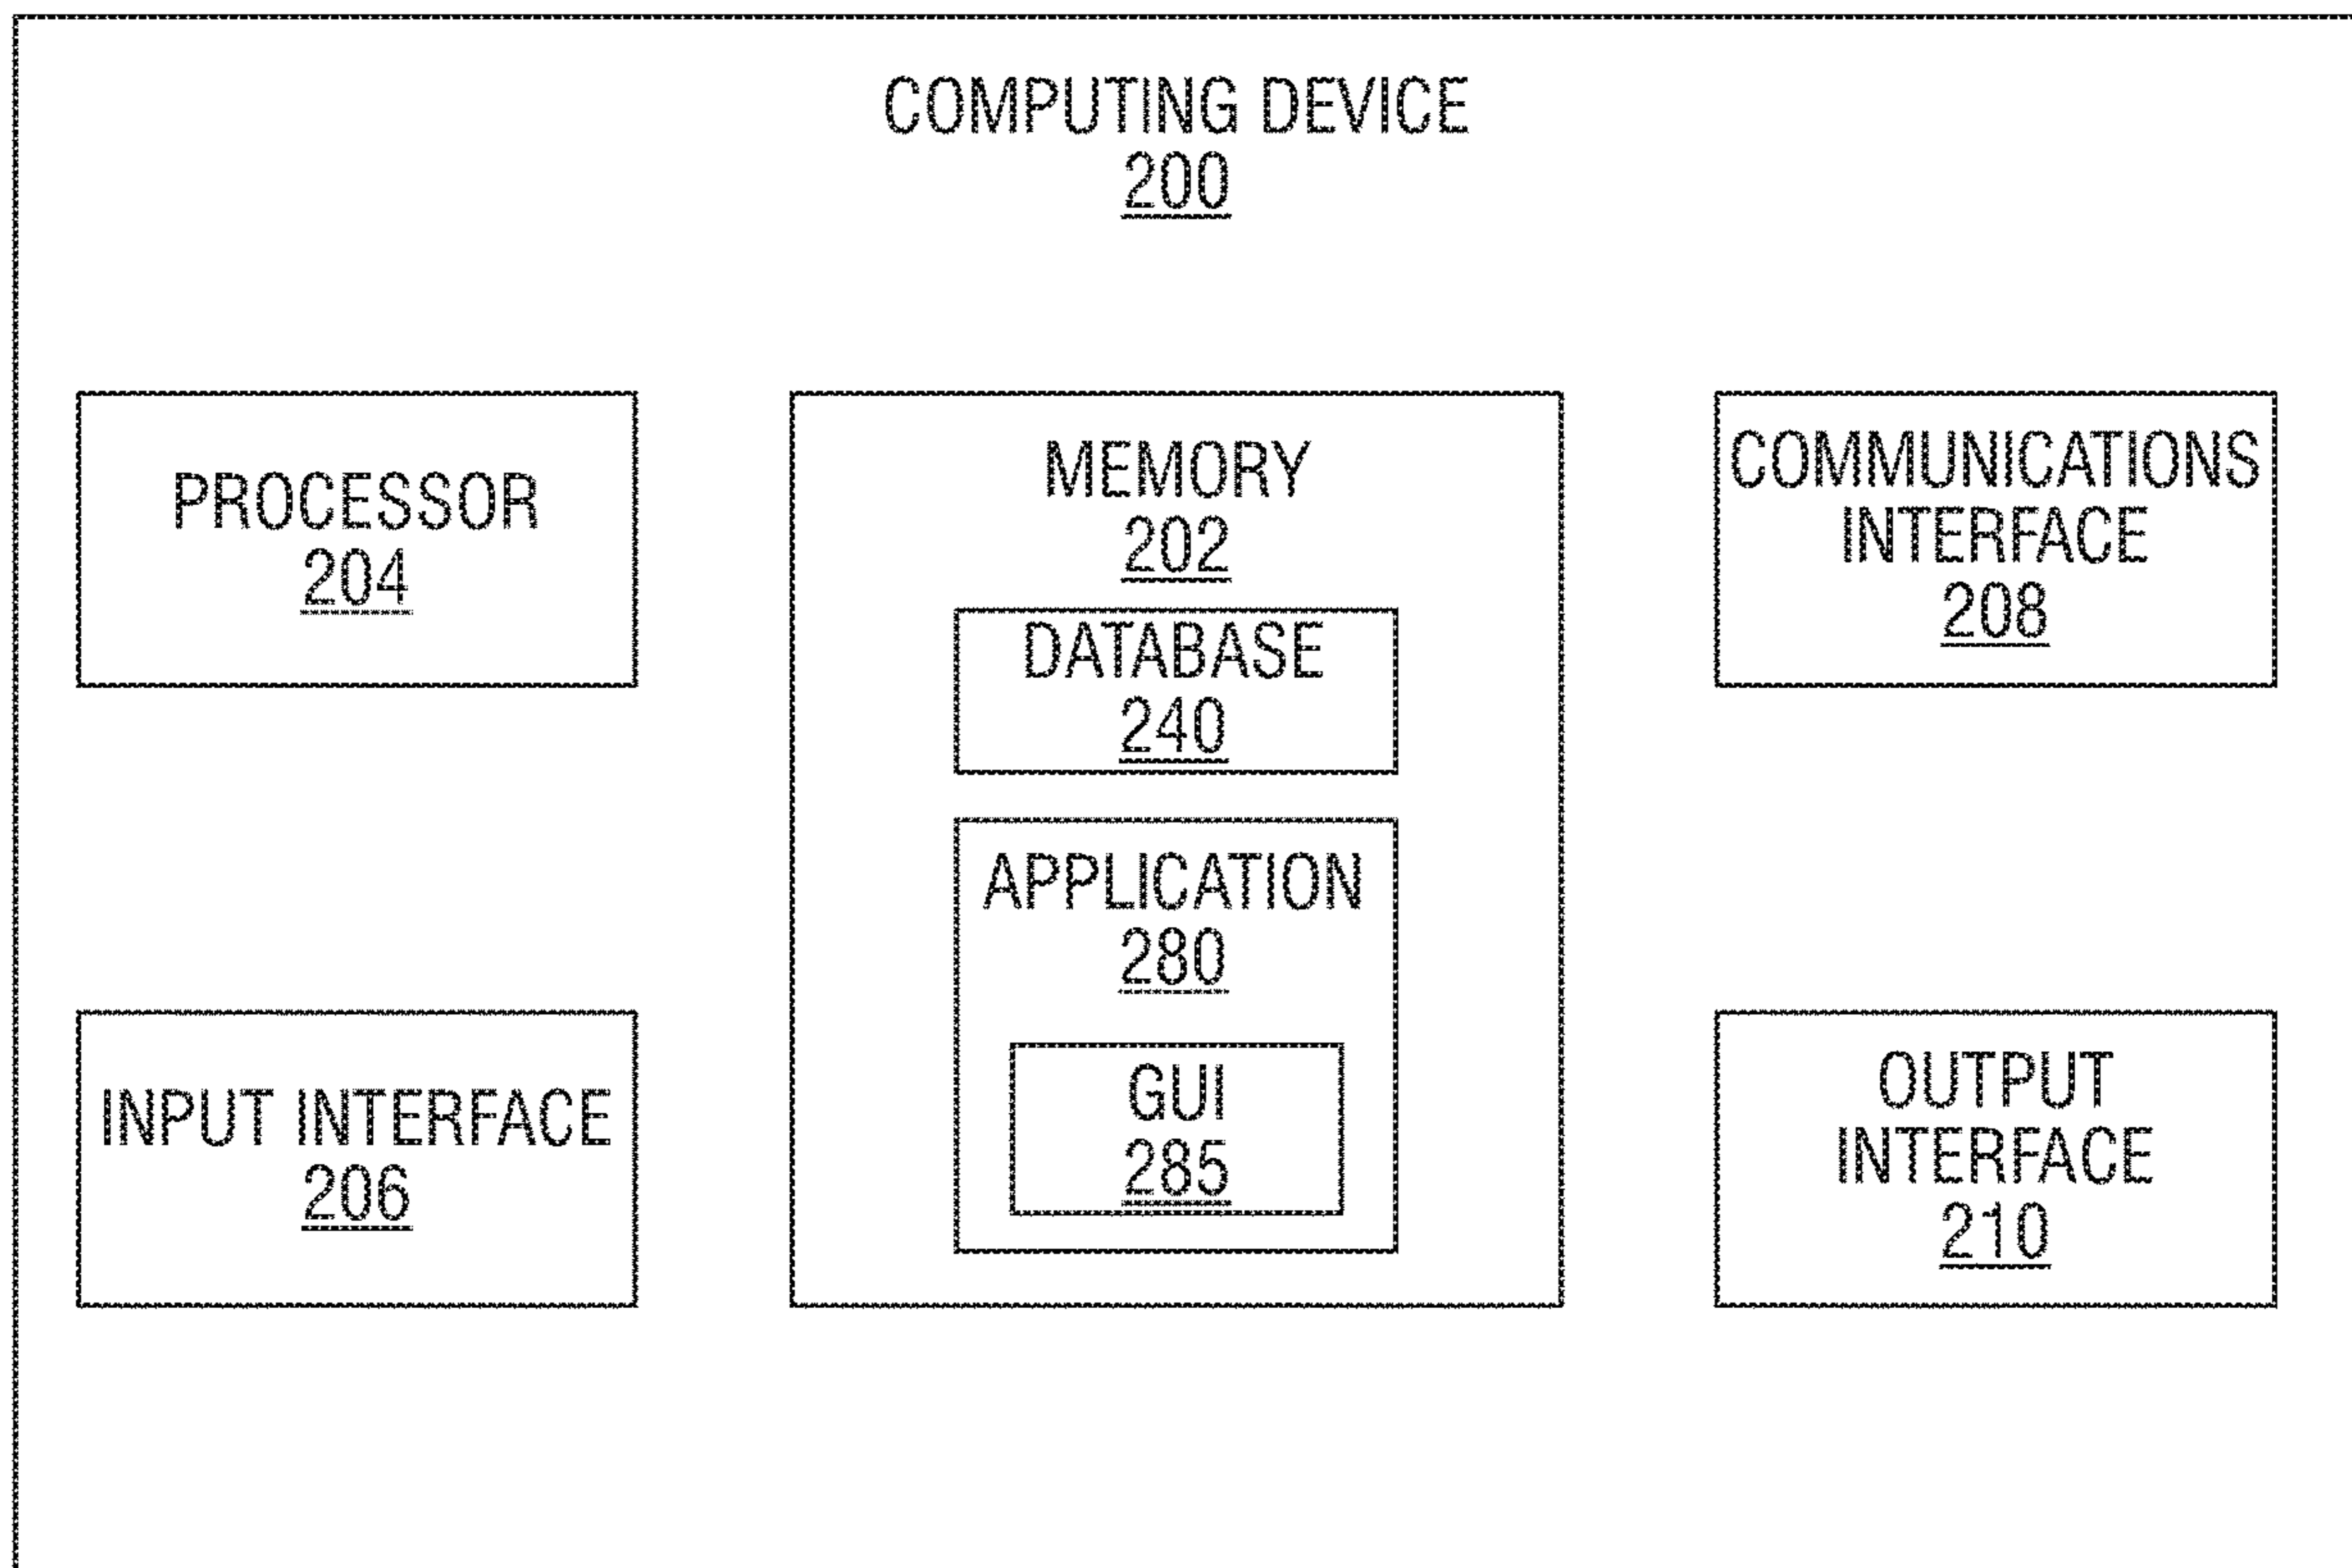 COMPUTING DEVICE
200
PROCESSOR
204
MEMORY
202
DATABASE
240
APPLICATION
280
GUI
285
COMMUNICATIONS
INTERFACE
208
INPUT INTERFACE
206
OUTPUT
INTERFACE
210